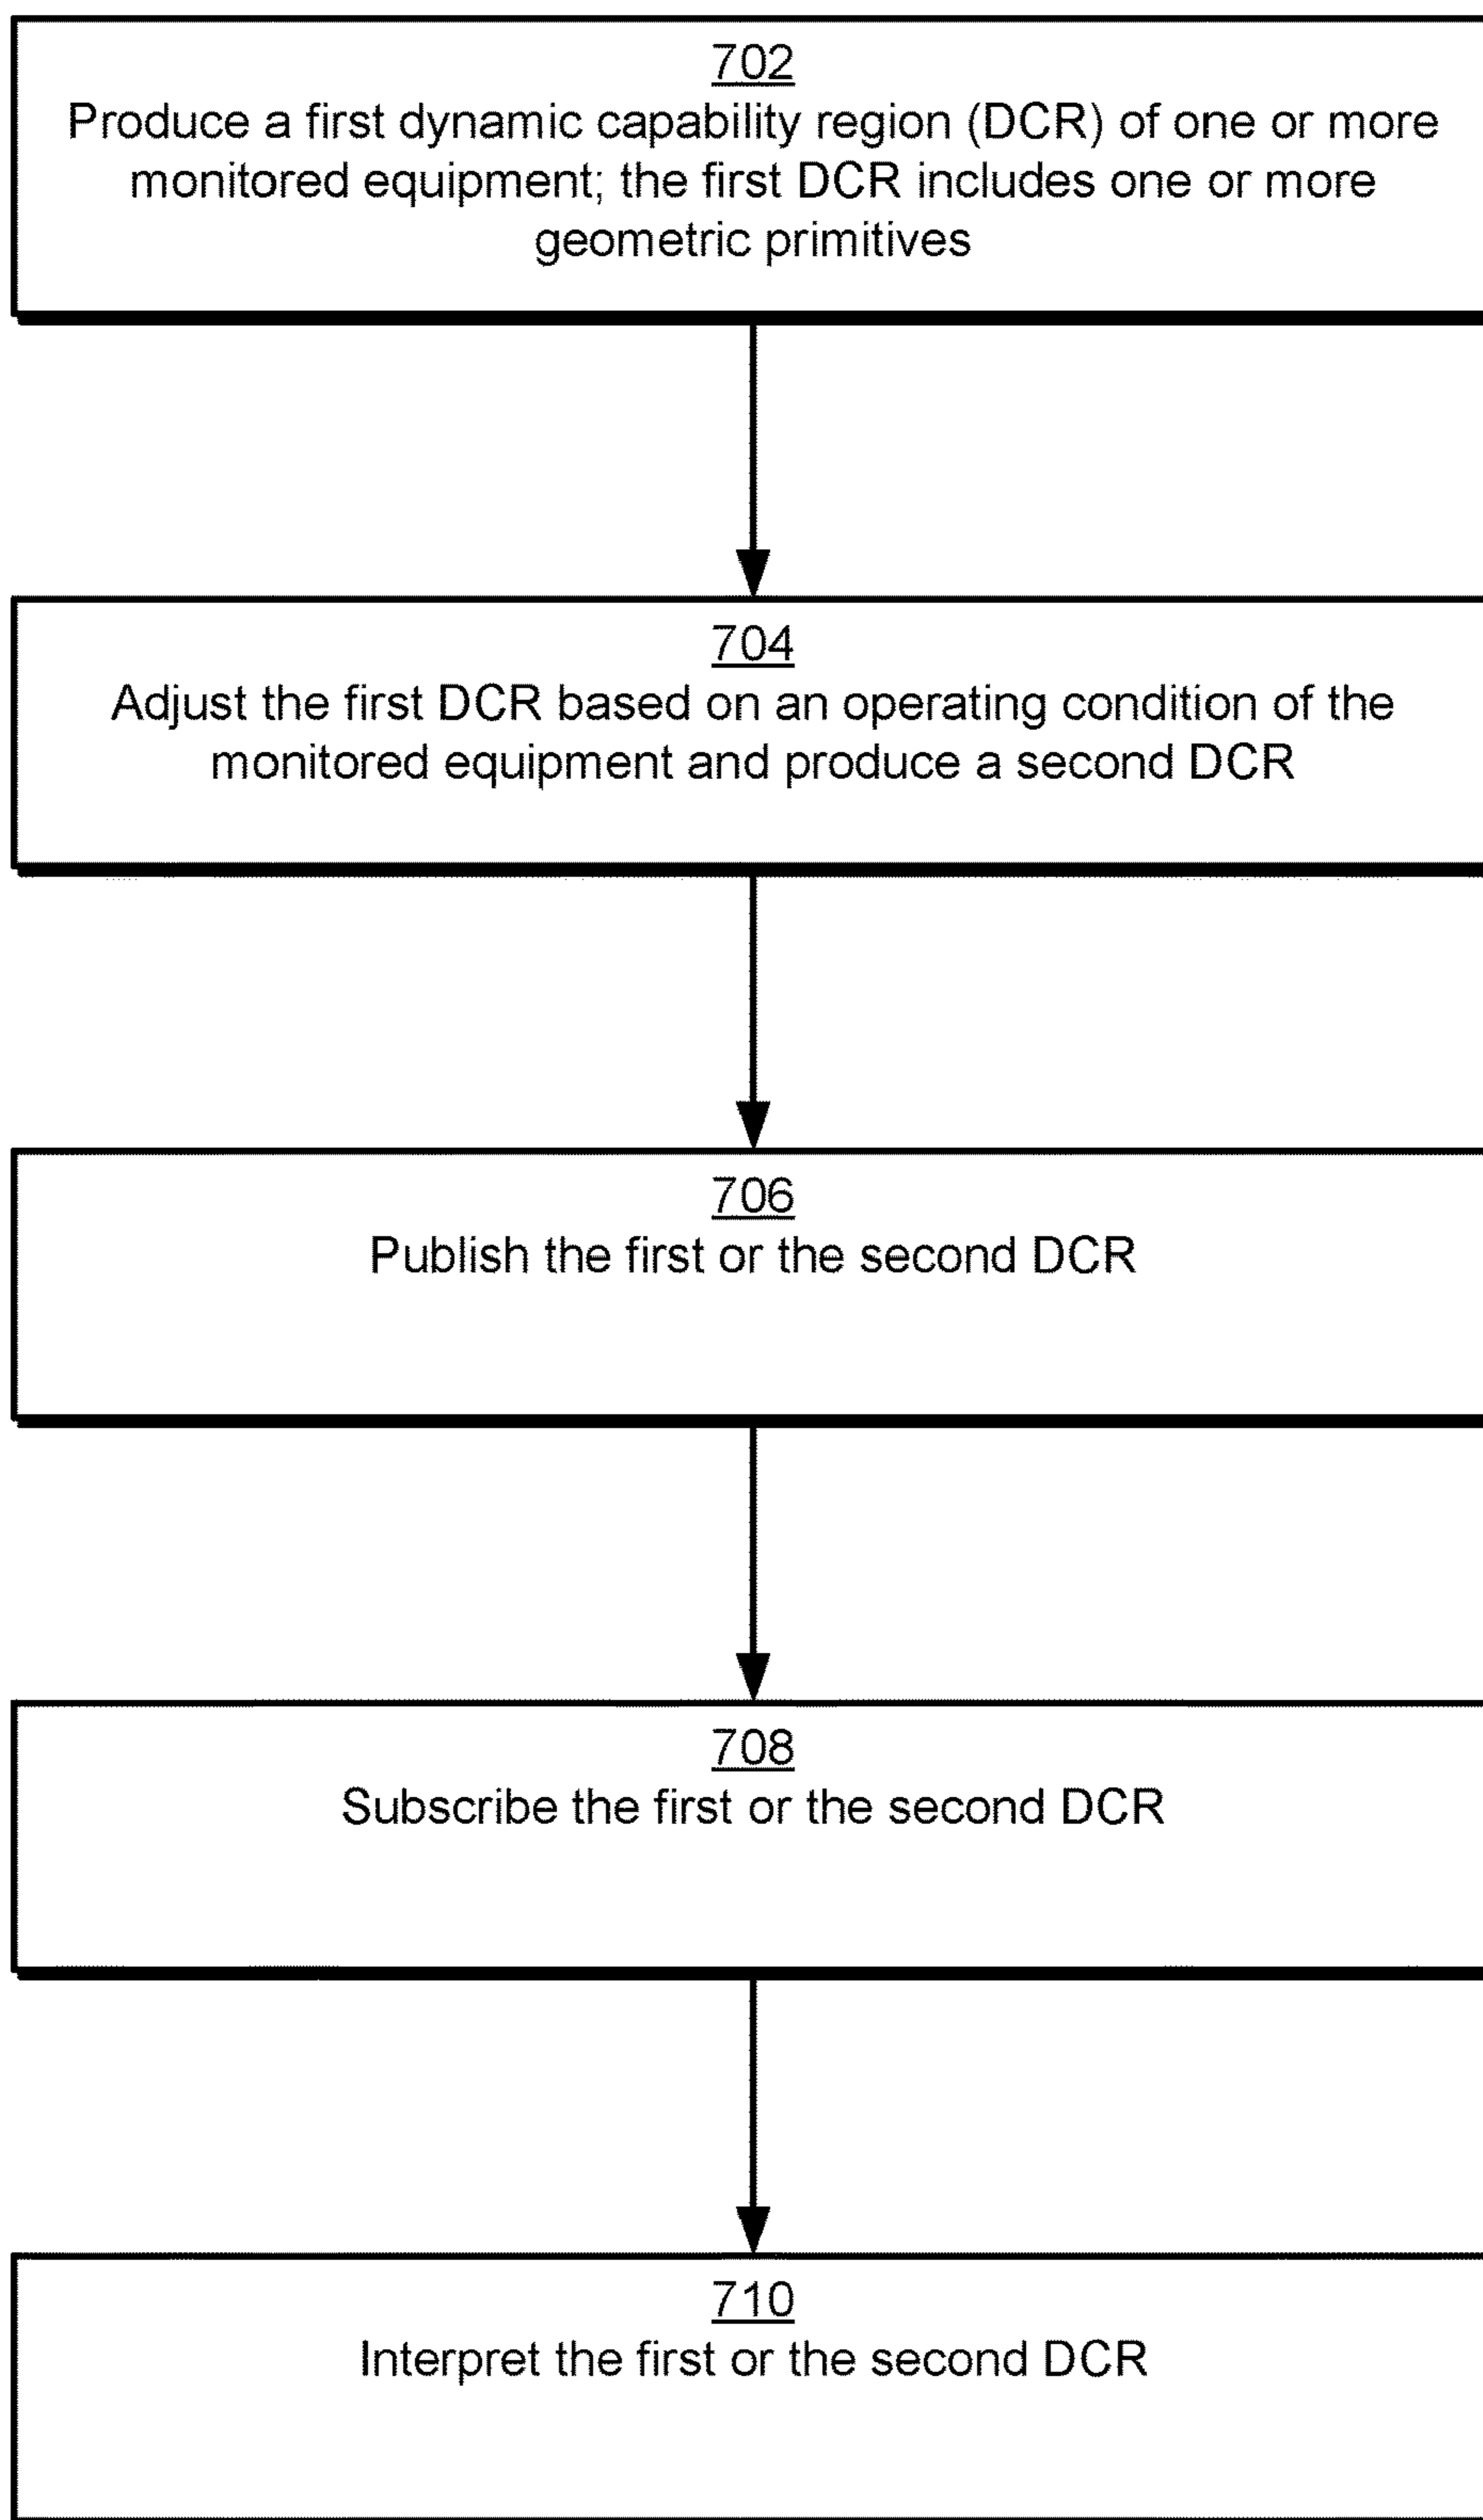 702
Produce a first dynamic capability region (DCR) of one or more
monitored equipment; the first DCR includes one or more
geometric primitives
704
Adjust the first DCR based on an operating condition of the
monitored equipment and produce a second DCR
706
Publish the first or the second DCR
708
Subscribe the first or the second DCR
710
Interpret the first or the second DCR